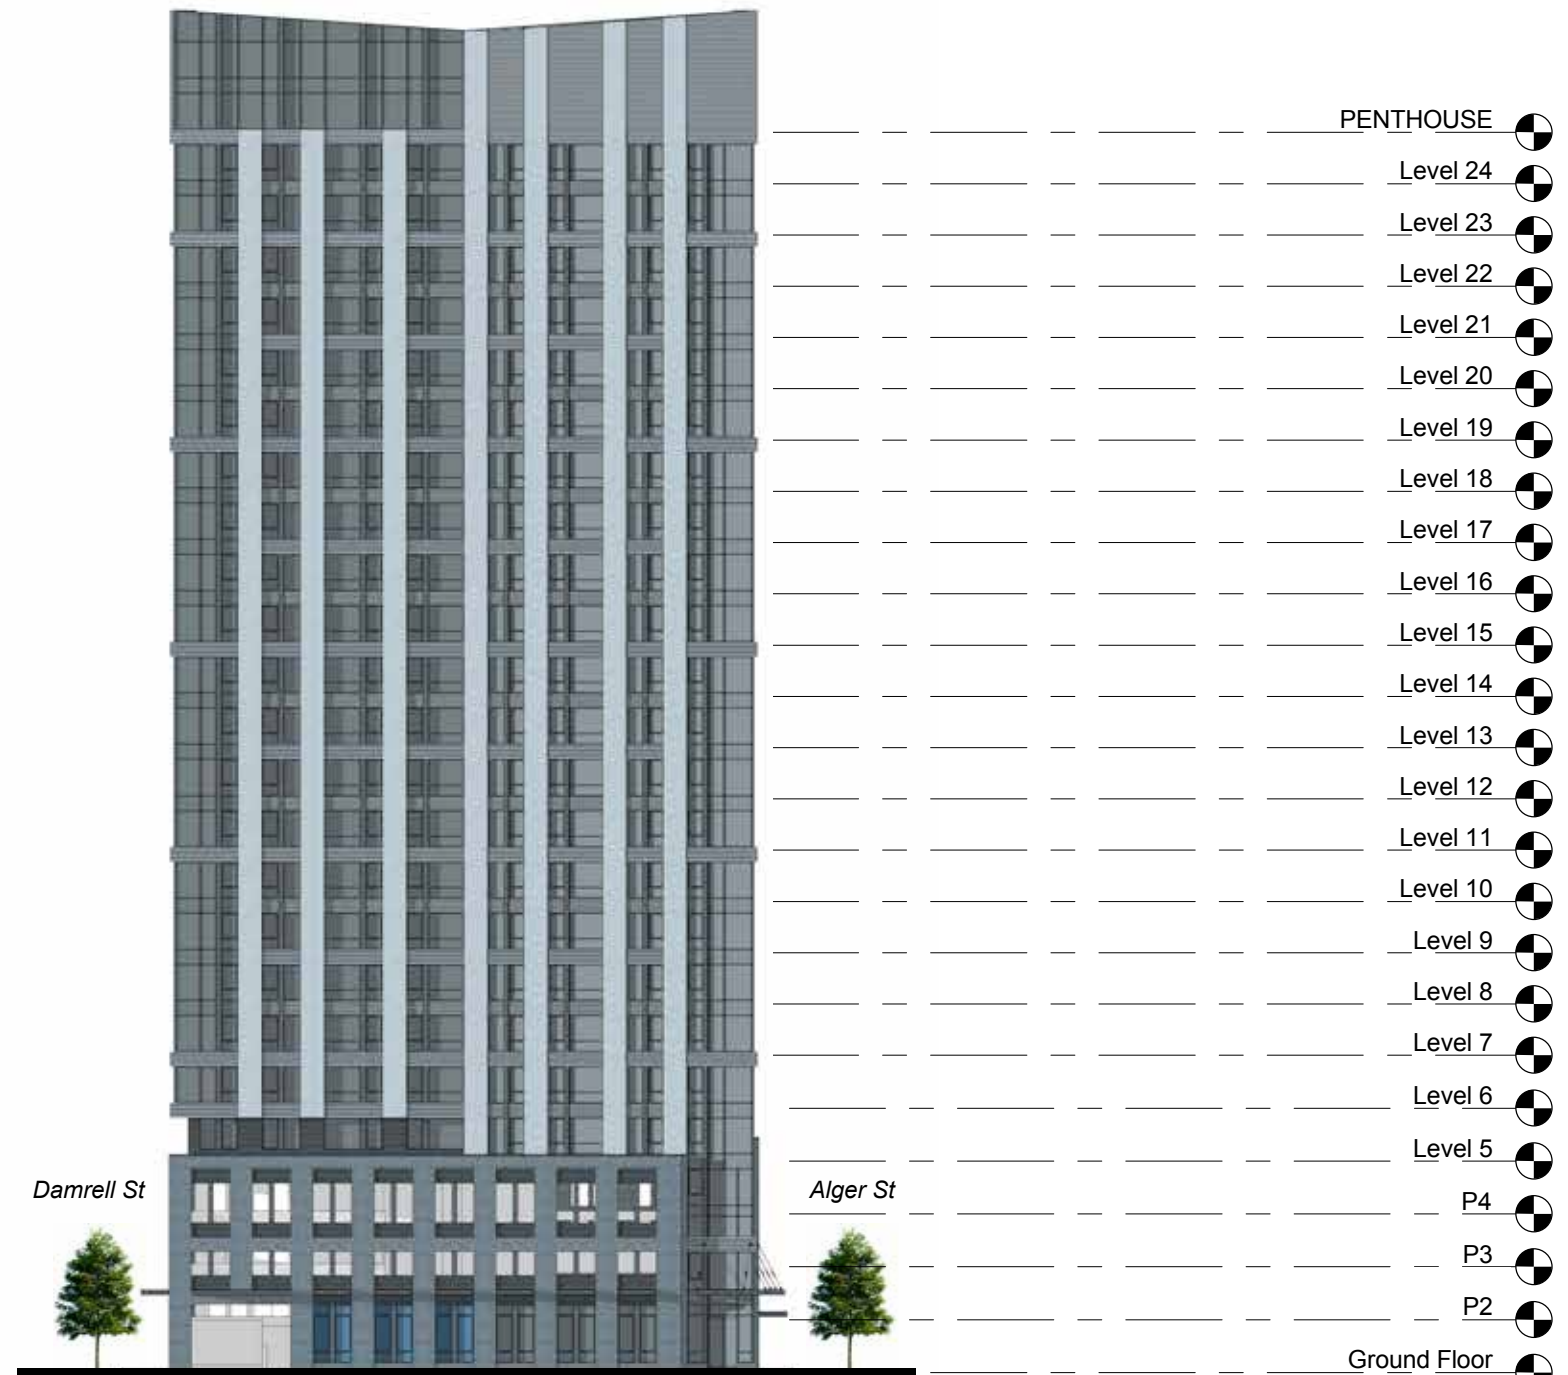 PENTHOUSE
Level 24
Level 23
Level 22
Level 21
Level 20
Level 19
Level 18
Level 17
Level 16
Level 15
Level 14
Level 13
Level 12
Level 11
Level 10
Level 9
Level 8
Level 7
Level 6
Level 5
Damrell St
Alger St
P4
P3
P2
Ground Floor